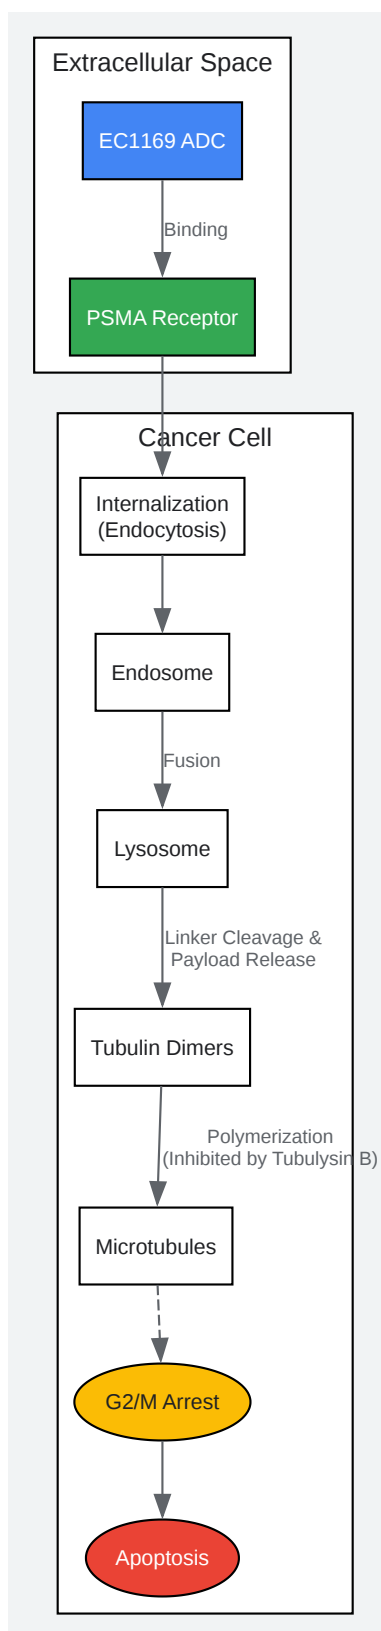 Extracellular Space
EC1169 ADC
Binding
PSMA Receptor
Cancer Cell
Internalization
(Endocytosis)
Endosome
Fusion
Lysosome
Linker Cleavage &
Payload Release
Tubulin Dimers
Polymerization
(Inhibited by Tubulysin B)
Microtubules
G2/M Arrest
Apoptosis